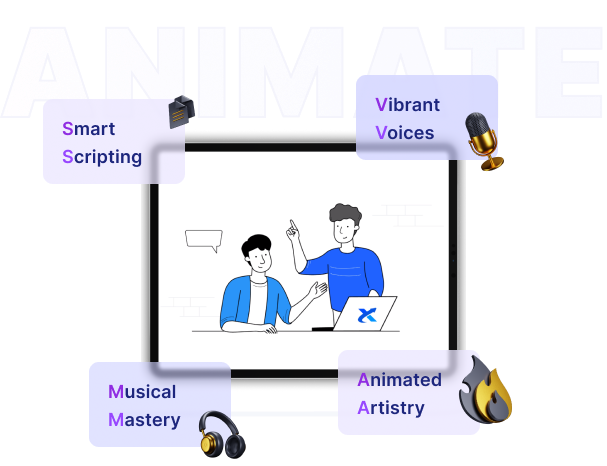 ANIMATE
Vibrant
Voices
Smart
Scripting
Musical
Mastery
Animated
Artistry